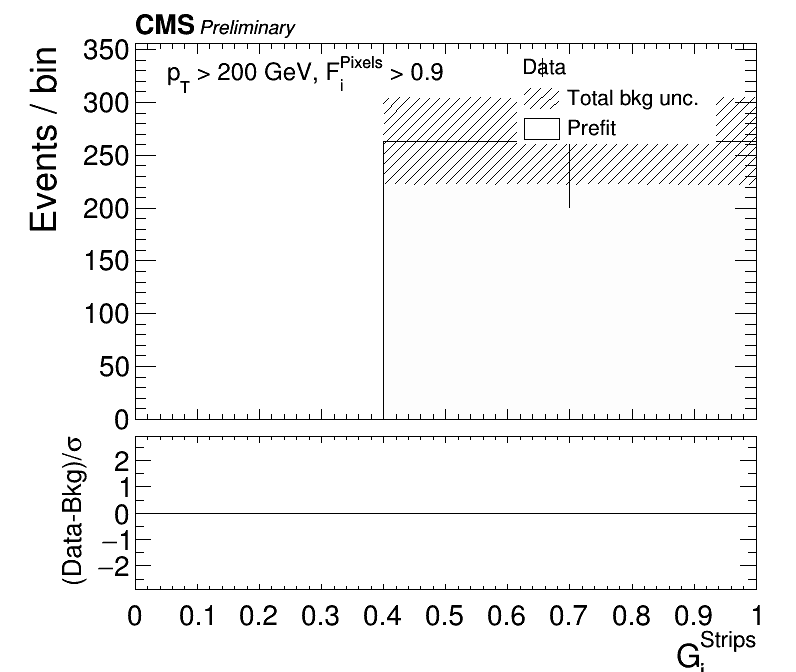 CMS Preliminary
Events / bin
350
300
250
200
150
100
50
0
p_T > 200 GeV, F_i^Pixels > 0.9
Data
Total bkg unc.
Prefit
(Data-Bkg)/σ
2
1
0
−1
−2
0 0.1 0.2 0.3 0.4 0.5 0.6 0.7 0.8 0.9 1
G_i^Strips